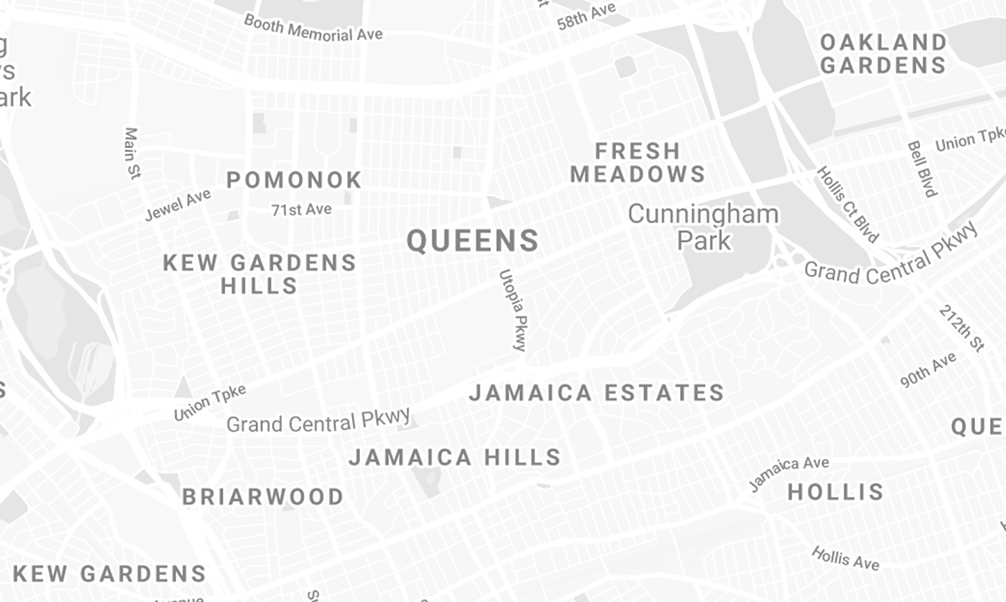 Booth Memorial Ave
58th Ave
OAKLAND
GARDENS
ark
Main St
FRESH
MEADOWS
Union Tpke
Bell Blvd
POMONOK
Jewel Ave
71st Ave
Hollis Ct Blvd
Cunningham
Park
QUEENS
KEW GARDENS
HILLS
Grand Central Pkwy
Utopia Pkwy
212th St
90th Ave
JAMAICA ESTATES
Union Tpke
Grand Central Pkwy
QUE
JAMAICA HILLS
Jamaica Ave
HOLLIS
BRIARWOOD
Hollis Ave
KEW GARDENS